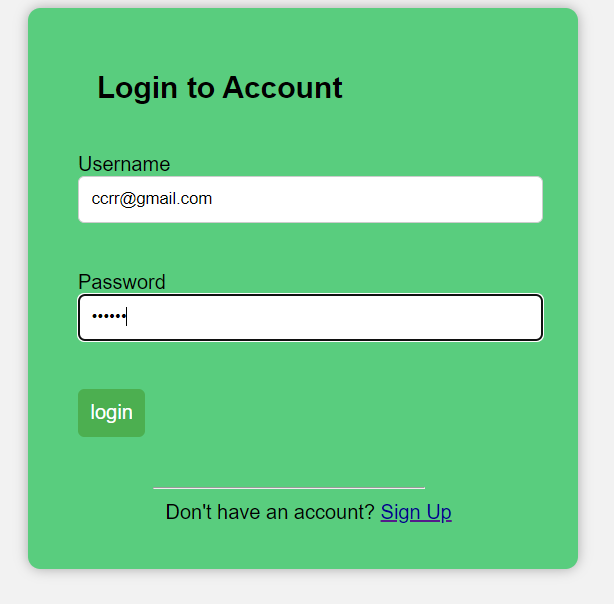 Login to Account
Username
ccrr@gmail.com
Password
••••••
login
Don't have an account? Sign Up